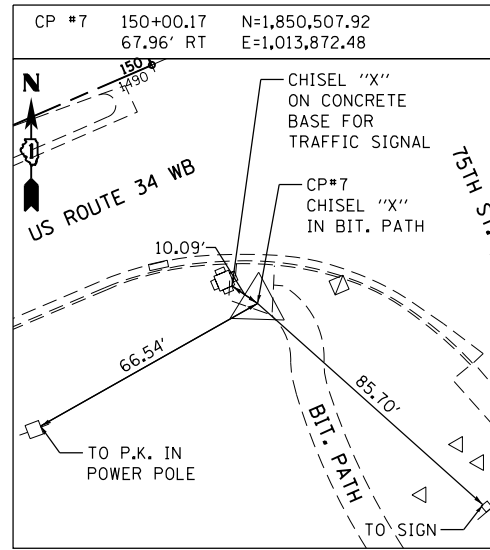 CP #7 150+00.17 N=1,850,507.92
67.96' RT E=1,013,872.48
150
1490
N
CHISEL "X"
ON CONCRETE
BASE FOR
TRAFFIC SIGNAL
US ROUTE 34 WB
75TH ST.
CP#7
CHISEL "X"
IN BIT. PATH
10.09'
66.54'
85.70'
BIT. PATH
TO P.K. IN
POWER POLE
TO SIGN